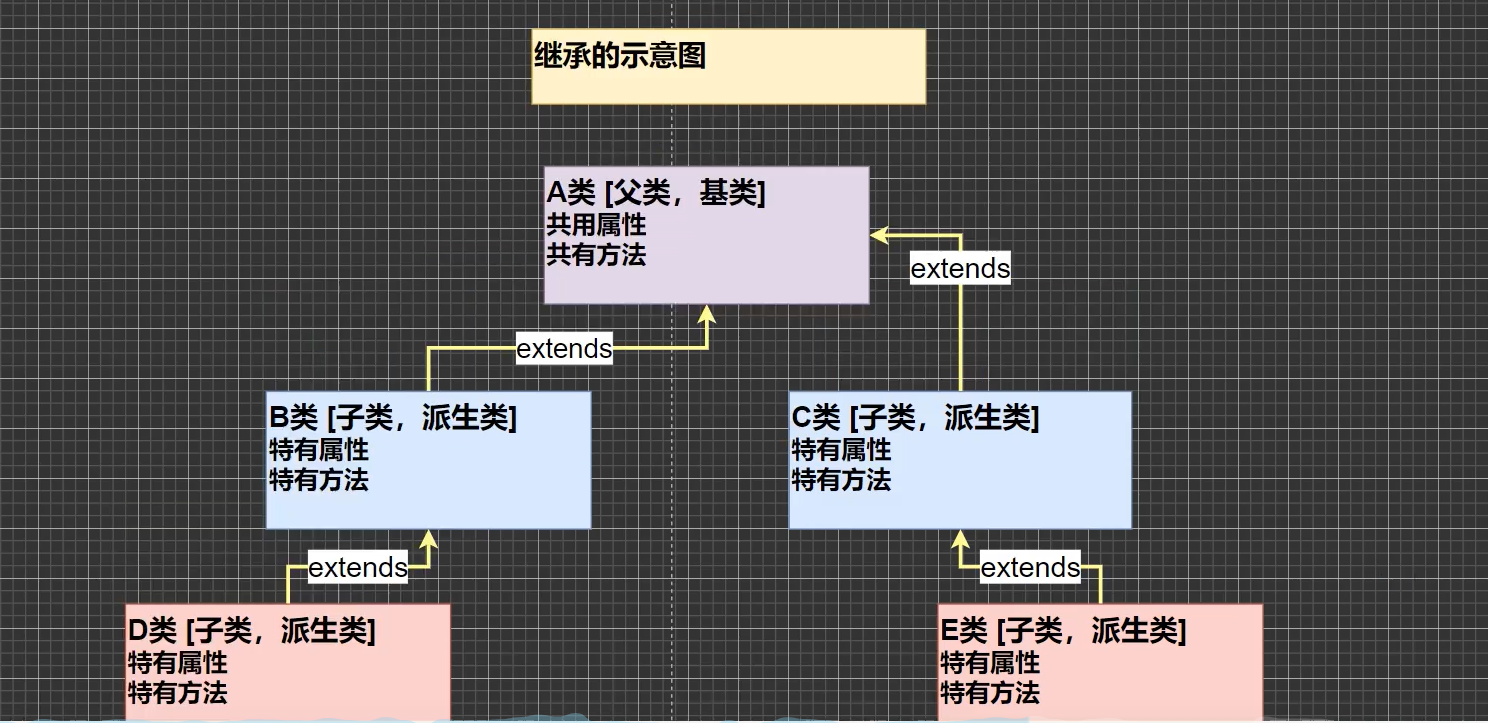 继承的示意图
A类 [父类，基类]
共用属性
共有方法
extends
extends
B类 [子类，派生类]
特有属性
特有方法
C类 [子类，派生类]
特有属性
特有方法
extends
extends
D类 [子类，派生类]
特有属性
特有方法
E类 [子类，派生类]
特有属性
特有方法